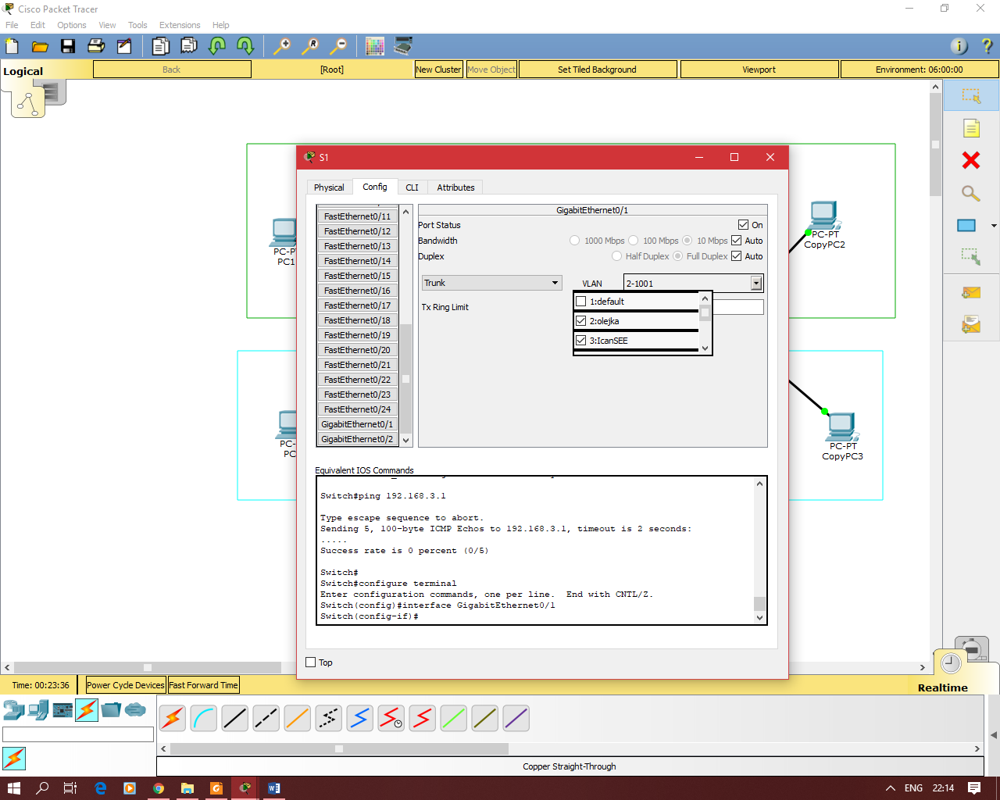 Cisco Packet Tracer
File Edit Options View Tools Extensions Help
Logical
Back
[Root]
New Cluster
Move Object
Set Tiled Background
Viewport
Environment: 06:00:00
S1
Physical
Config
CLI
Attributes
FastEthernet0/11
FastEthernet0/12
FastEthernet0/13
FastEthernet0/14
FastEthernet0/15
FastEthernet0/16
FastEthernet0/17
FastEthernet0/18
FastEthernet0/19
FastEthernet0/20
FastEthernet0/21
FastEthernet0/22
FastEthernet0/23
FastEthernet0/24
GigabitEthernet0/1
GigabitEthernet0/2
GigabitEthernet0/1
Port Status
On
Bandwidth
1000 Mbps
100 Mbps
10 Mbps
Auto
Duplex
Half Duplex
Full Duplex
Auto
Trunk
VLAN
2-1001
Tx Ring Limit
1:default
2:olejka
3:IcanSEE
PC-PT
CopyPC2
PC1
PC-PT
CopyPC3
Equivalent IOS Commands
Switch#ping 192.168.3.1
Type escape sequence to abort.
Sending 5, 100-byte ICMP Echos to 192.168.3.1, timeout is 2 seconds:
.....
Success rate is 0 percent (0/5)
Switch#
Switch#configure terminal
Enter configuration commands, one per line.  End with CNTL/Z.
Switch(config)#interface GigabitEthernet0/1
Switch(config-if)#
Top
Time: 00:23:36
Power Cycle Devices
Fast Forward Time
Realtime
Copper Straight-Through
ENG
22:14